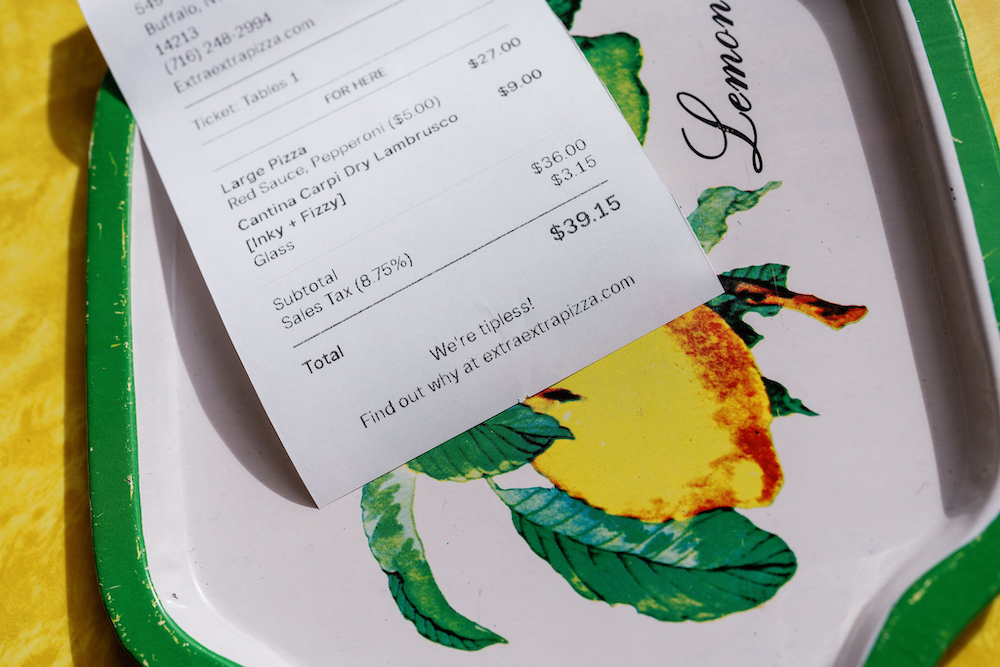 549
Buffalo, N
14213
(716) 248-2994
Extraextrapizza.com
Ticket: Tables 1
FOR HERE
Large Pizza $27.00
Red Sauce, Pepperoni ($5.00)
Cantina Carpi Dry Lambrusco $9.00
[Inky + Fizzy]
Glass
Subtotal $36.00
Sales Tax (8.75%) $3.15
Total $39.15
We're tipless!
Find out why at extraextrapizza.com
Lemon